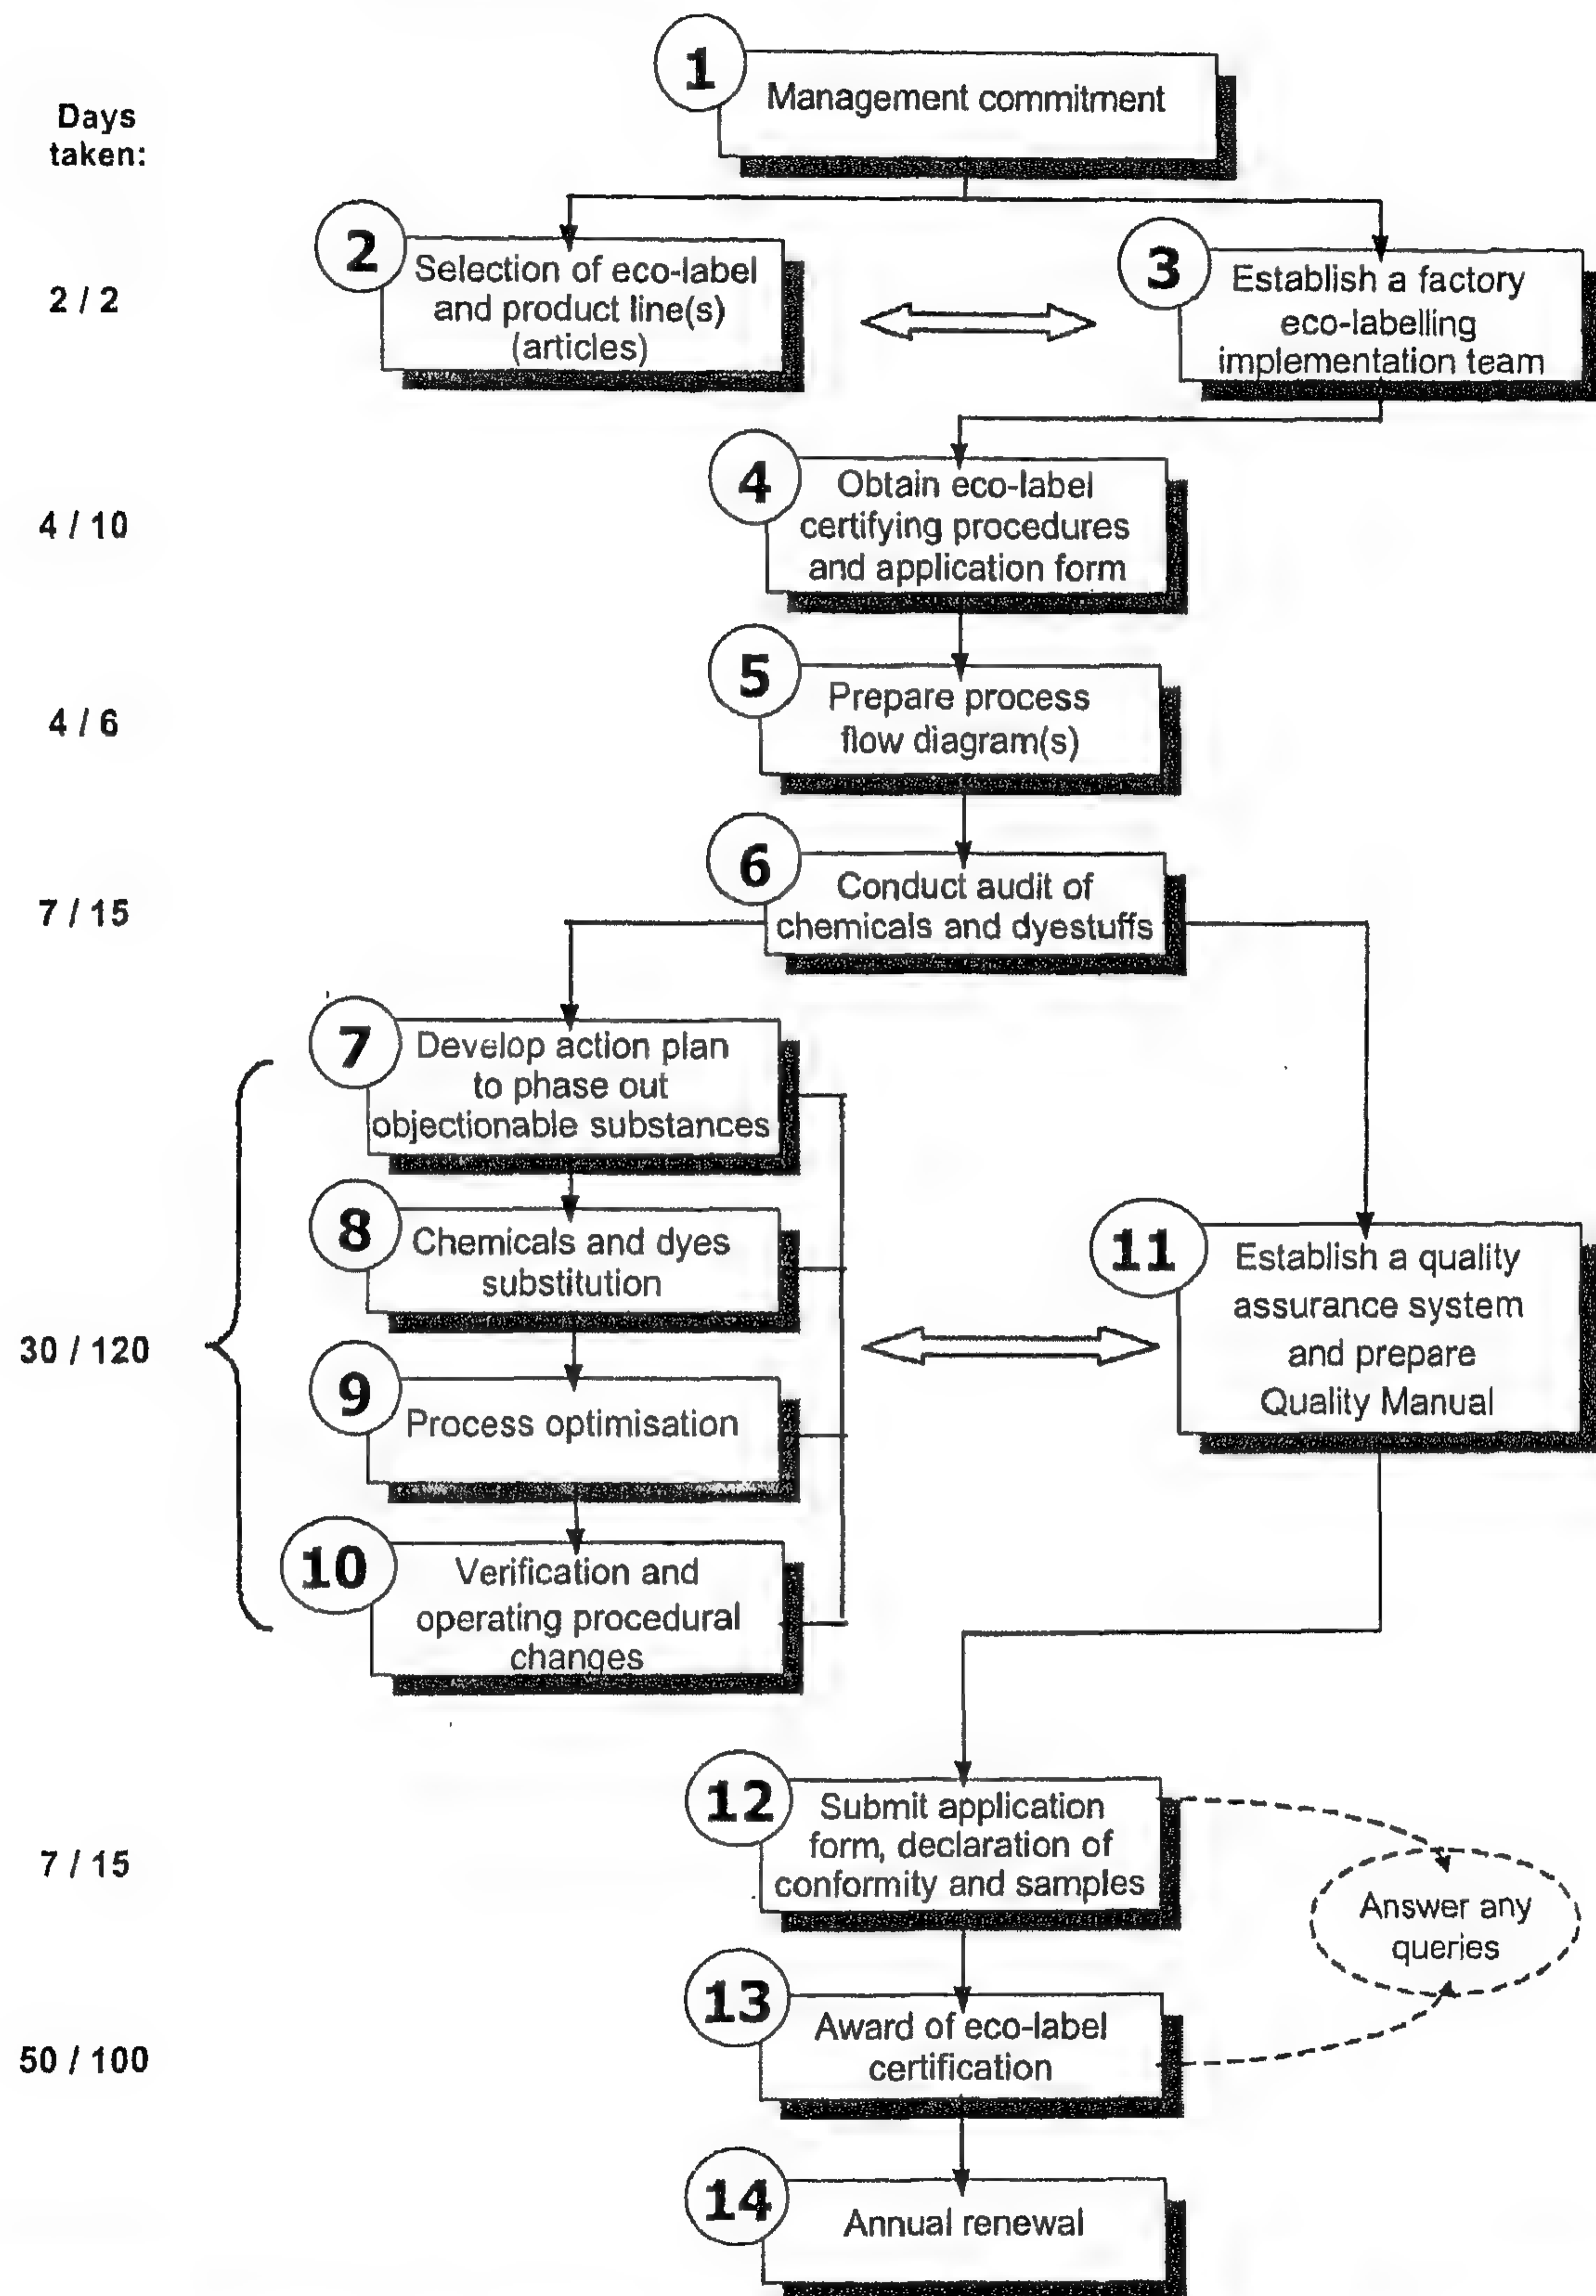 Days
taken:
1
Management commitment
2 / 2
2
Selection of eco-label
and product line(s)
(articles)
3
Establish a factory
eco-labelling
implementation team
4 / 10
4
Obtain eco-label
certifying procedures
and application form
4 / 6
5
Prepare process
flow diagram(s)
7 / 15
6
Conduct audit of
chemicals and dyestuffs
30 / 120
7
Develop action plan
to phase out
objectionable substances
8
Chemicals and dyes
substitution
9
Process optimisation
10
Verification and
operating procedural
changes
11
Establish a quality
assurance system
and prepare
Quality Manual
7 / 15
12
Submit application
form, declaration of
conformity and samples
Answer any
queries
50 / 100
13
Award of eco-label
certification
14
Annual renewal